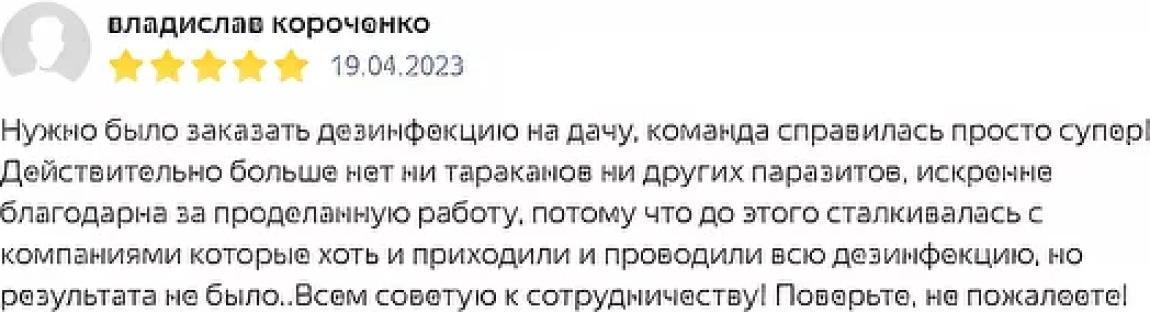 владислав короченко
19.04.2023
Нужно было заказать дезинфекцию на дачу, команда справилась просто супер!
Действительно больше нет ни тараканов ни других паразитов, искренне
благодарна за проделанную работу, потому что до этого сталкивалась с
компаниями которые хоть и приходили и проводили всю дезинфекцию, но
результата не было..Всем советую к сотрудничеству! Поверьте, не пожалеете!